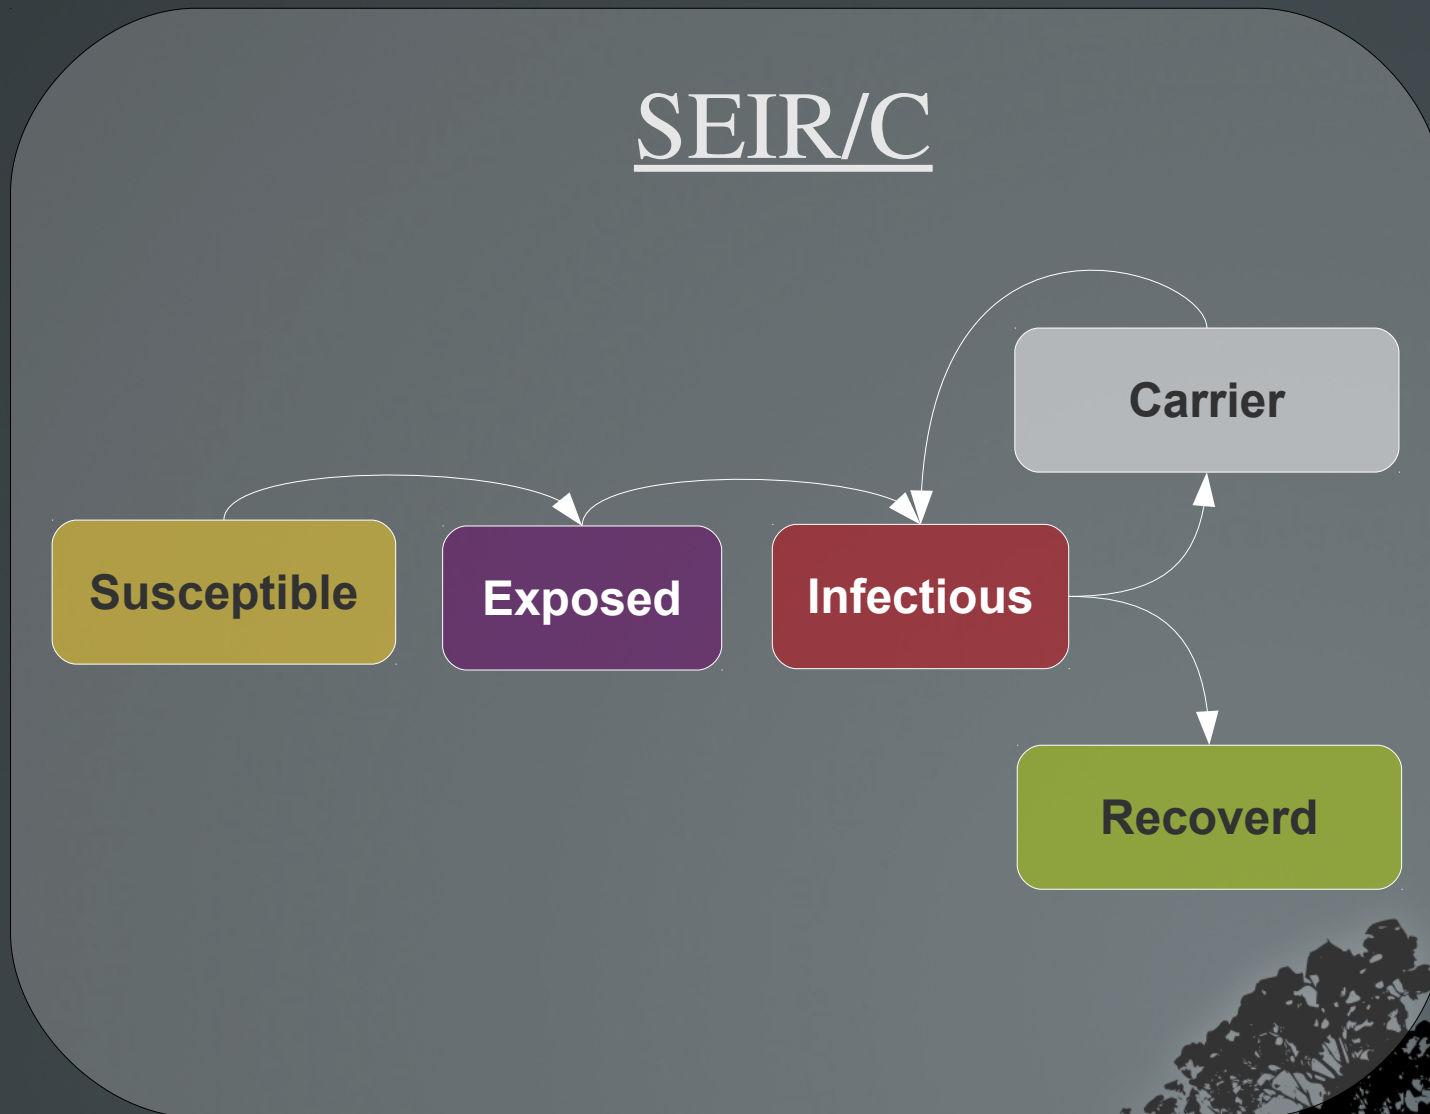 SEIR/C
Carrier
Susceptible
Exposed
Infectious
Recoverd